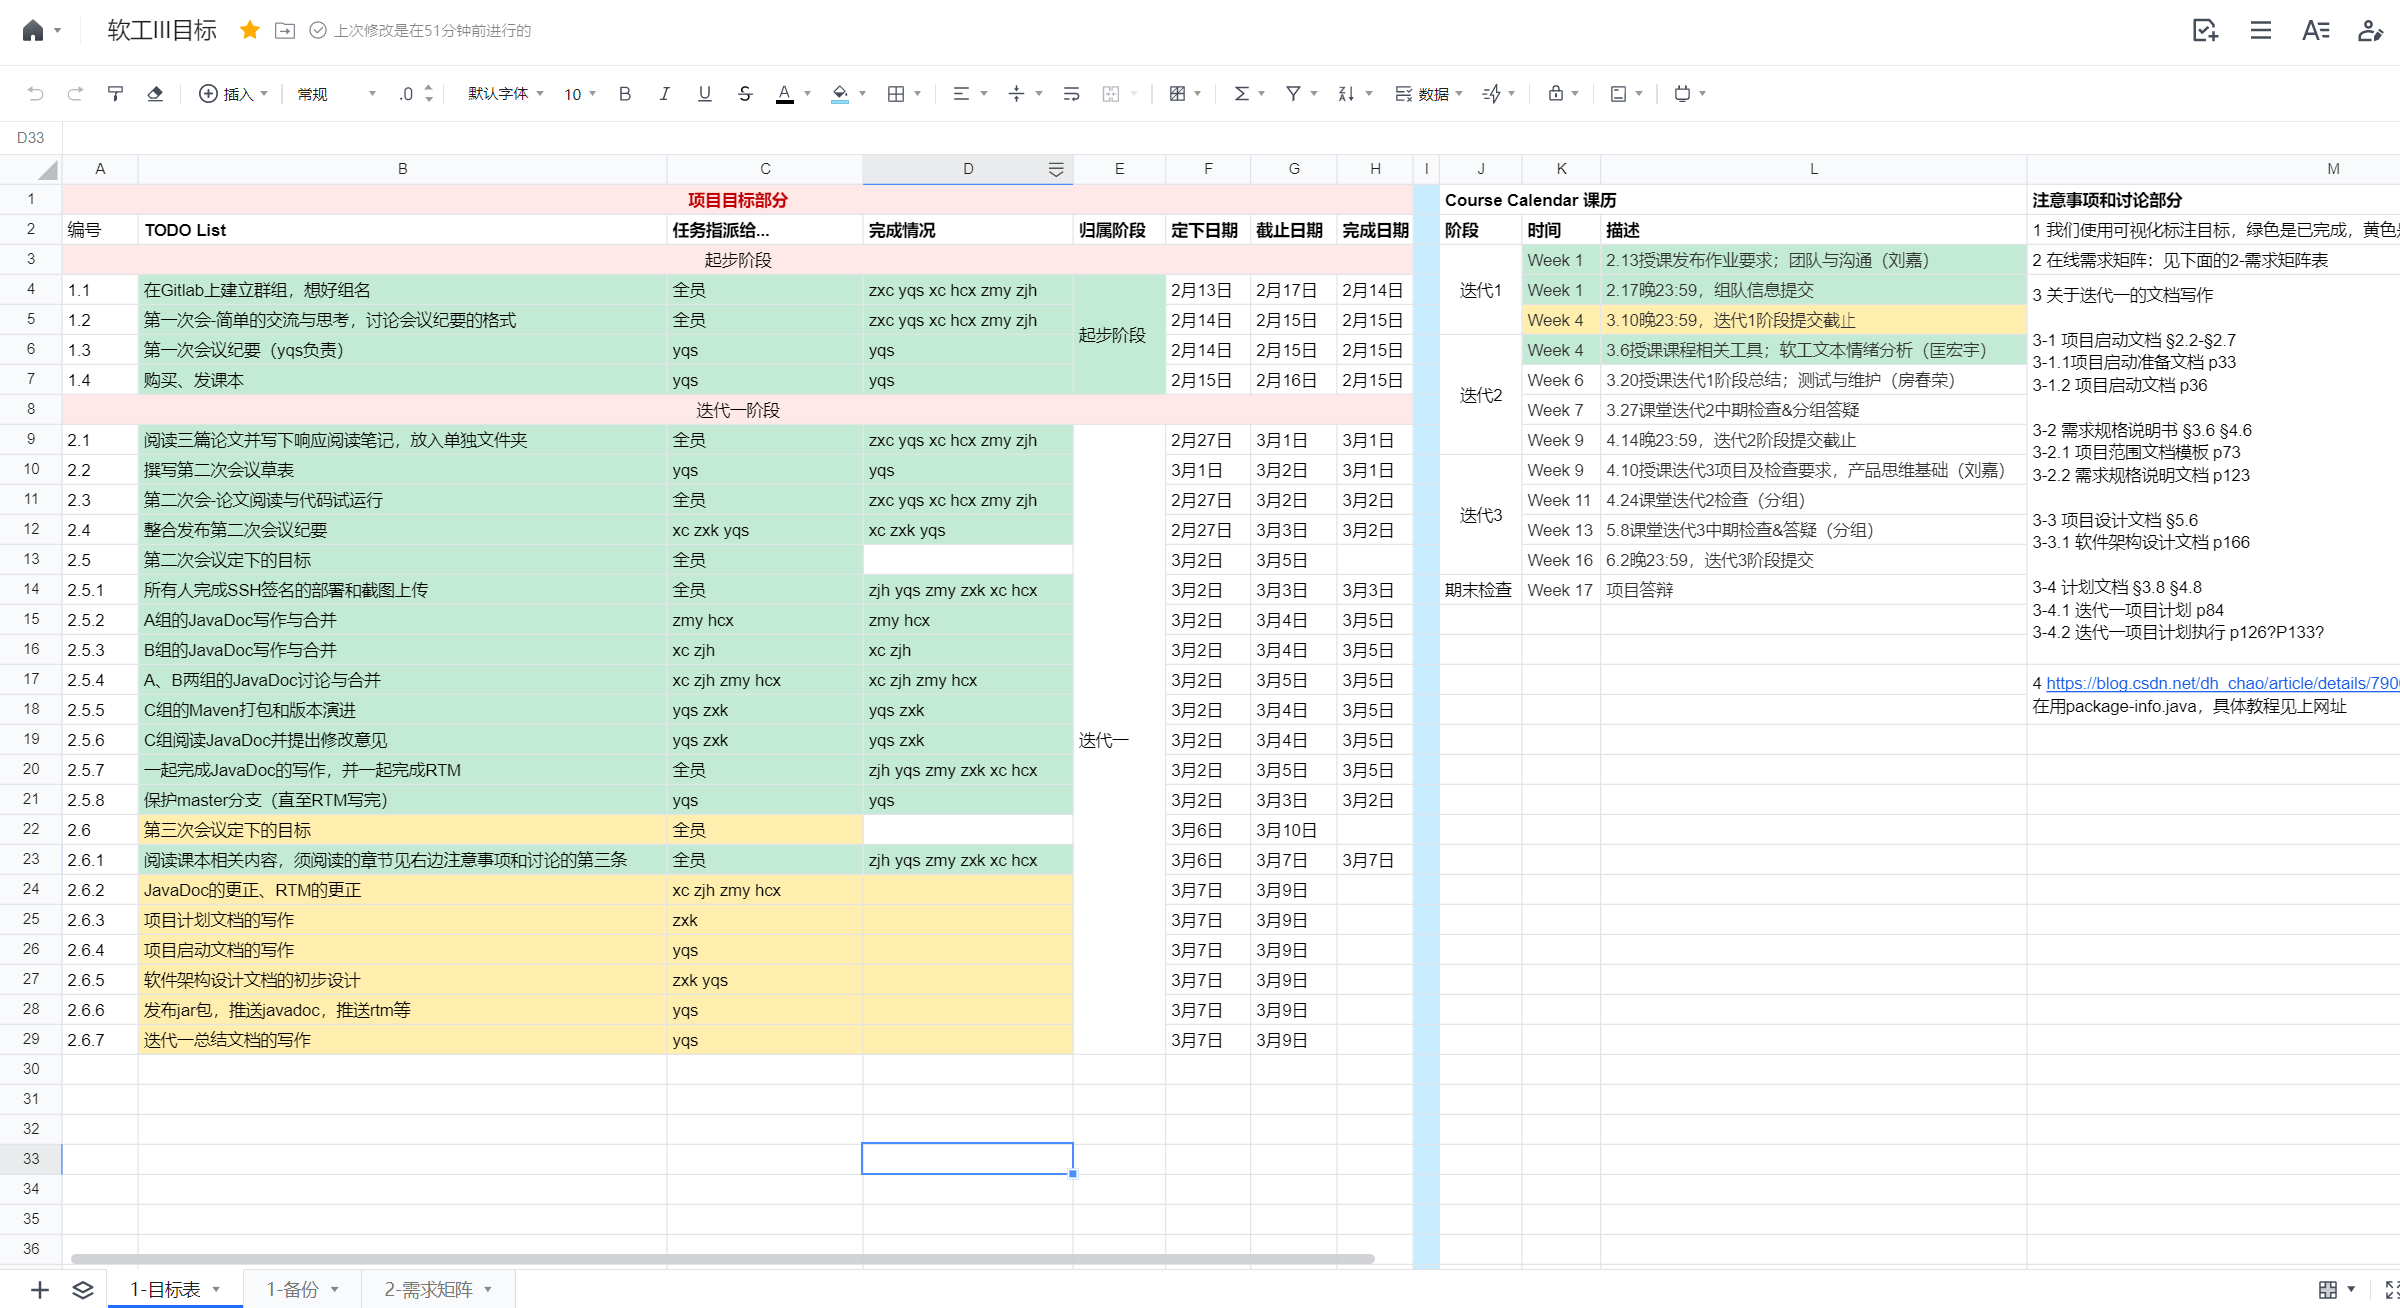 软工III目标 上次修改是在51分钟前进行的
插入 常规 .0 默认字体 10 B I U S A 数据
D33
A B C D E F G H I J K L M
1 项目目标部分 Course Calendar 课历 注意事项和讨论部分
2 编号 TODO List 任务指派给... 完成情况 归属阶段 定下日期 截止日期 完成日期 阶段 时间 描述 1 我们使用可视化标注目标，绿色是已完成，黄色
3 起步阶段 Week 1 2.13授课发布作业要求；团队与沟通（刘嘉） 2 在线需求矩阵：见下面的2-需求矩阵表
4 1.1 在Gitlab上建立群组，想好组名 全员 zxc yqs xc hcx zmy zjh 2月13日 2月17日 2月14日 迭代1 Week 1 2.17晚23:59，组队信息提交 3 关于迭代一的文档写作
5 1.2 第一次会-简单的交流与思考，讨论会议纪要的格式 全员 zxc yqs xc hcx zmy zjh 起步阶段 2月14日 2月15日 2月15日 Week 4 3.10晚23:59，迭代1阶段提交截止
6 1.3 第一次会议纪要（yqs负责） yqs yqs 2月14日 2月15日 2月15日 Week 4 3.6授课课程相关工具；软工文本情绪分析（匡宏宇） 3-1 项目启动文档 §2.2-§2.7
3-1.1项目启动准备文档 p33
7 1.4 购买、发课本 yqs yqs 2月15日 2月16日 2月15日 迭代2 Week 6 3.20授课迭代1阶段总结；测试与维护（房春荣） 3-1.2 项目启动文档 p36
8 迭代一阶段 Week 7 3.27课堂迭代2中期检查&分组答疑
9 2.1 阅读三篇论文并写下响应阅读笔记，放入单独文件夹 全员 zxc yqs xc hcx zmy zjh 2月27日 3月1日 3月1日 Week 9 4.14晚23:59，迭代2阶段提交截止 3-2 需求规格说明书 §3.6 §4.6
3-2.1 项目范围文档模板 p73
10 2.2 撰写第二次会议草表 yqs yqs 3月1日 3月2日 3月1日 Week 9 4.10授课迭代3项目及检查要求，产品思维基础（刘嘉） 3-2.2 需求规格说明文档 p123
11 2.3 第二次会-论文阅读与代码试运行 全员 zxc yqs xc hcx zmy zjh 2月27日 3月2日 3月2日 迭代3 Week 11 4.24课堂迭代2检查（分组）
12 2.4 整合发布第二次会议纪要 xc zxk yqs xc zxk yqs 2月27日 3月3日 3月2日 Week 13 5.8课堂迭代3中期检查&答疑（分组） 3-3 项目设计文档 §5.6
3-3.1 软件架构设计文档 p166
13 2.5 第二次会议定下的目标 全员 3月2日 3月5日 Week 16 6.2晚23:59，迭代3阶段提交
14 2.5.1 所有人完成SSH签名的部署和截图上传 全员 zjh yqs zmy zxk xc hcx 3月2日 3月3日 3月3日 期末检查 Week 17 项目答辩 3-4 计划文档 §3.8 §4.8
15 2.5.2 A组的JavaDoc写作与合并 zmy hcx zmy hcx 3月2日 3月4日 3月5日 3-4.1 迭代一项目计划 p84
3-4.2 迭代一项目计划执行 p126?P133?
16 2.5.3 B组的JavaDoc写作与合并 xc zjh xc zjh 3月2日 3月4日 3月5日
17 2.5.4 A、B两组的JavaDoc讨论与合并 xc zjh zmy hcx xc zjh zmy hcx 3月2日 3月5日 3月5日 4 https://blog.csdn.net/dh_chao/article/details/790
18 2.5.5 C组的Maven打包和版本演进 yqs zxk yqs zxk 3月2日 3月4日 3月5日 在用package-info.java，具体教程见上网址
19 2.5.6 C组阅读JavaDoc并提出修改意见 yqs zxk yqs zxk 迭代一 3月2日 3月4日 3月5日
20 2.5.7 一起完成JavaDoc的写作，并一起完成RTM 全员 zjh yqs zmy zxk xc hcx 3月2日 3月5日 3月5日
21 2.5.8 保护master分支（直至RTM写完） yqs yqs 3月2日 3月3日 3月2日
22 2.6 第三次会议定下的目标 全员 3月6日 3月10日
23 2.6.1 阅读课本相关内容，须阅读的章节见右边注意事项和讨论的第三条 全员 zjh yqs zmy zxk xc hcx 3月6日 3月7日 3月7日
24 2.6.2 JavaDoc的更正、RTM的更正 xc zjh zmy hcx 3月7日 3月9日
25 2.6.3 项目计划文档的写作 zxk 3月7日 3月9日
26 2.6.4 项目启动文档的写作 yqs 3月7日 3月9日
27 2.6.5 软件架构设计文档的初步设计 zxk yqs 3月7日 3月9日
28 2.6.6 发布jar包，推送javadoc，推送rtm等 yqs 3月7日 3月9日
29 2.6.7 迭代一总结文档的写作 yqs 3月7日 3月9日
30
31
32
33
34
35
36
1-目标表 1-备份 2-需求矩阵